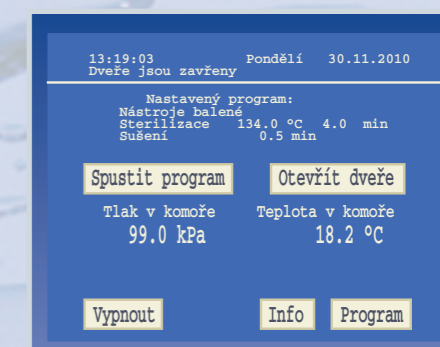 13:19:03 Pondělí 30.11.2010
Dveře jsou zavřeny
Nastavený program:
Nástroje balené
Sterilizace 134.0 ºC 4.0 min
Sušení 0.5 min
Spustit program Otevřít dveře
Tlak v komoře Teplota v komoře
99.0 kPa 18.2 ºC
Vypnout Info Program